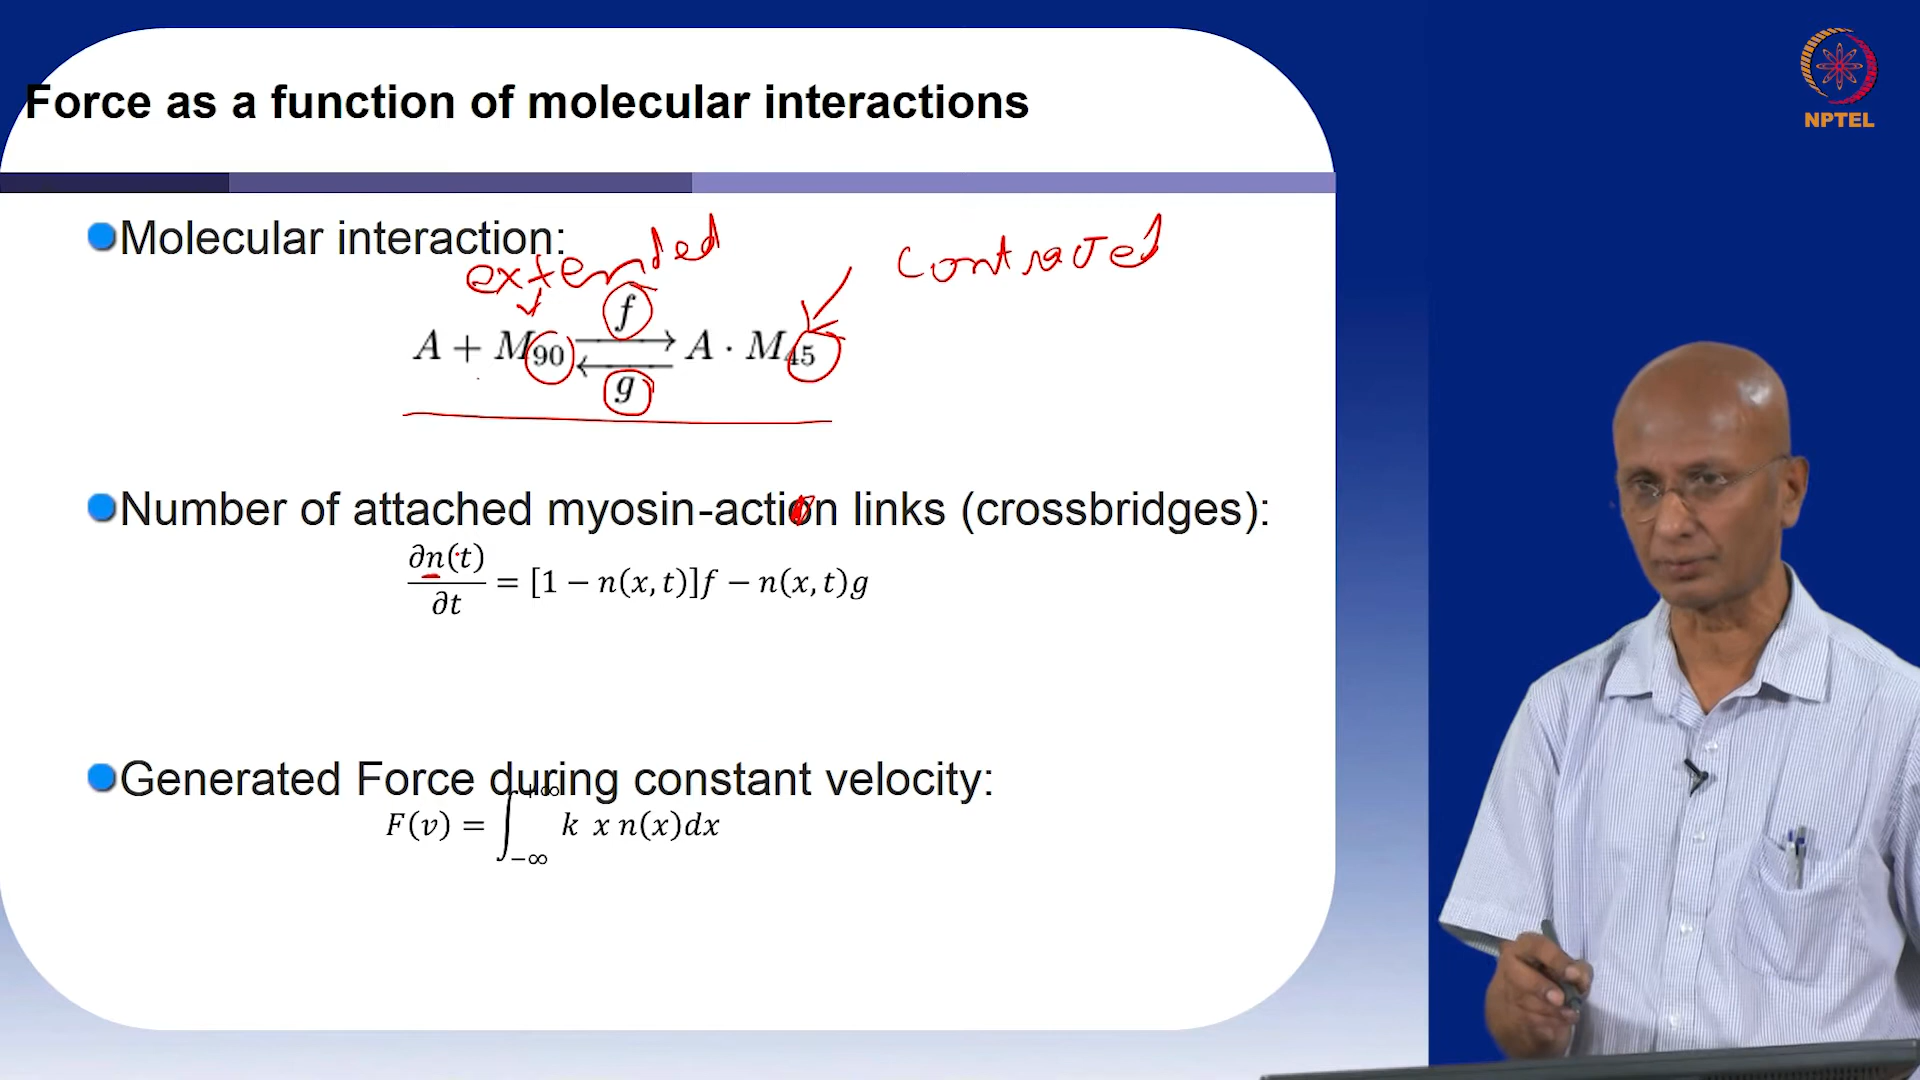 NPTEL
Force as a function of molecular interactions
Molecular interaction:
extended
contracted
A + M₉₀ f ⇌ g A · M₄₅
Number of attached myosin-action links (crossbridges):
∂n(t)/∂t = [1 − n(x, t)]f − n(x, t)g
Generated Force during constant velocity:
F(v) = ∫_{−∞}^{+∞} k x n(x)dx